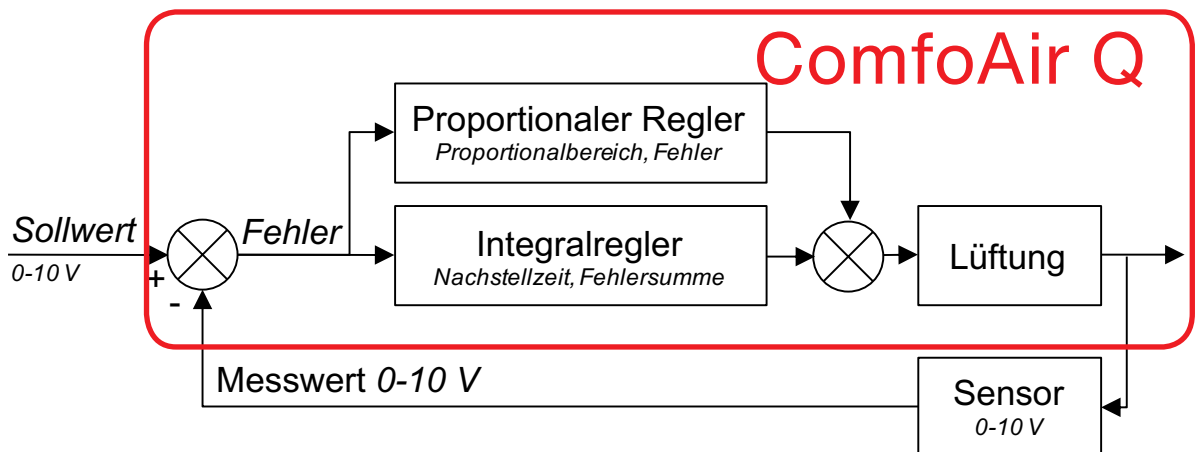 ComfoAir Q
Proportionaler Regler
Proportionalbereich, Fehler
Sollwert
0-10 V
+
-
Fehler
Integralregler
Nachstellzeit, Fehlersumme
Lüftung
Messwert 0-10 V
Sensor
0-10 V